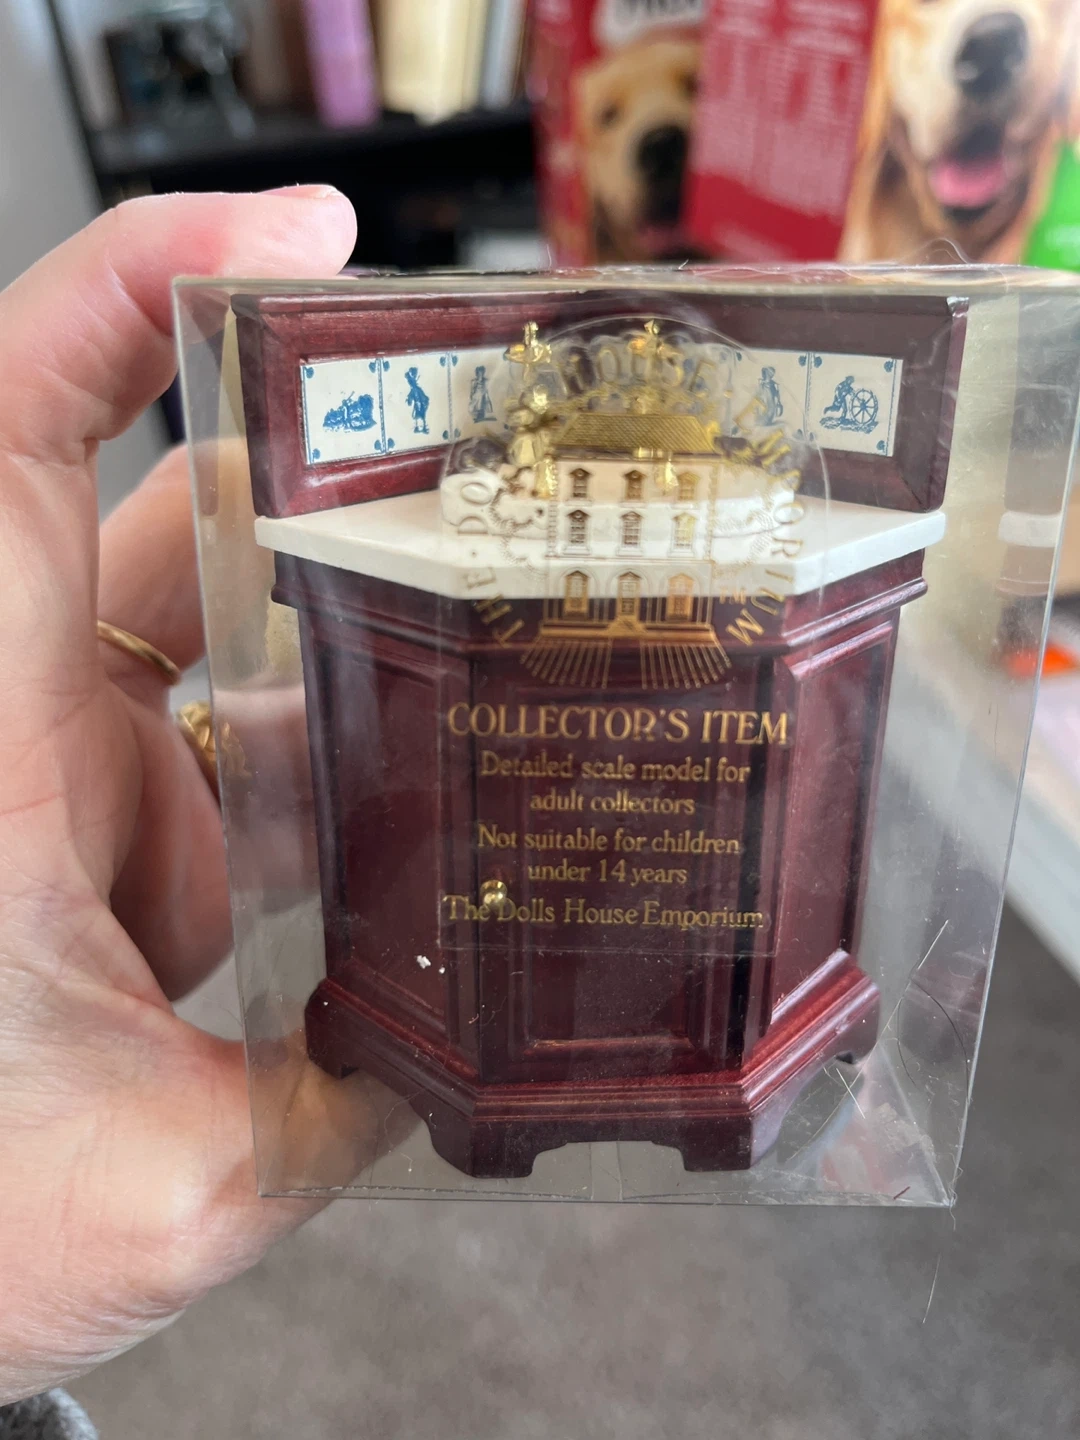 THE · DOLLS HOUSE EMPORIUM
COLLECTOR'S ITEM
Detailed scale model for
adult collectors
Not suitable for children
under 14 years
The Dolls House Emporium